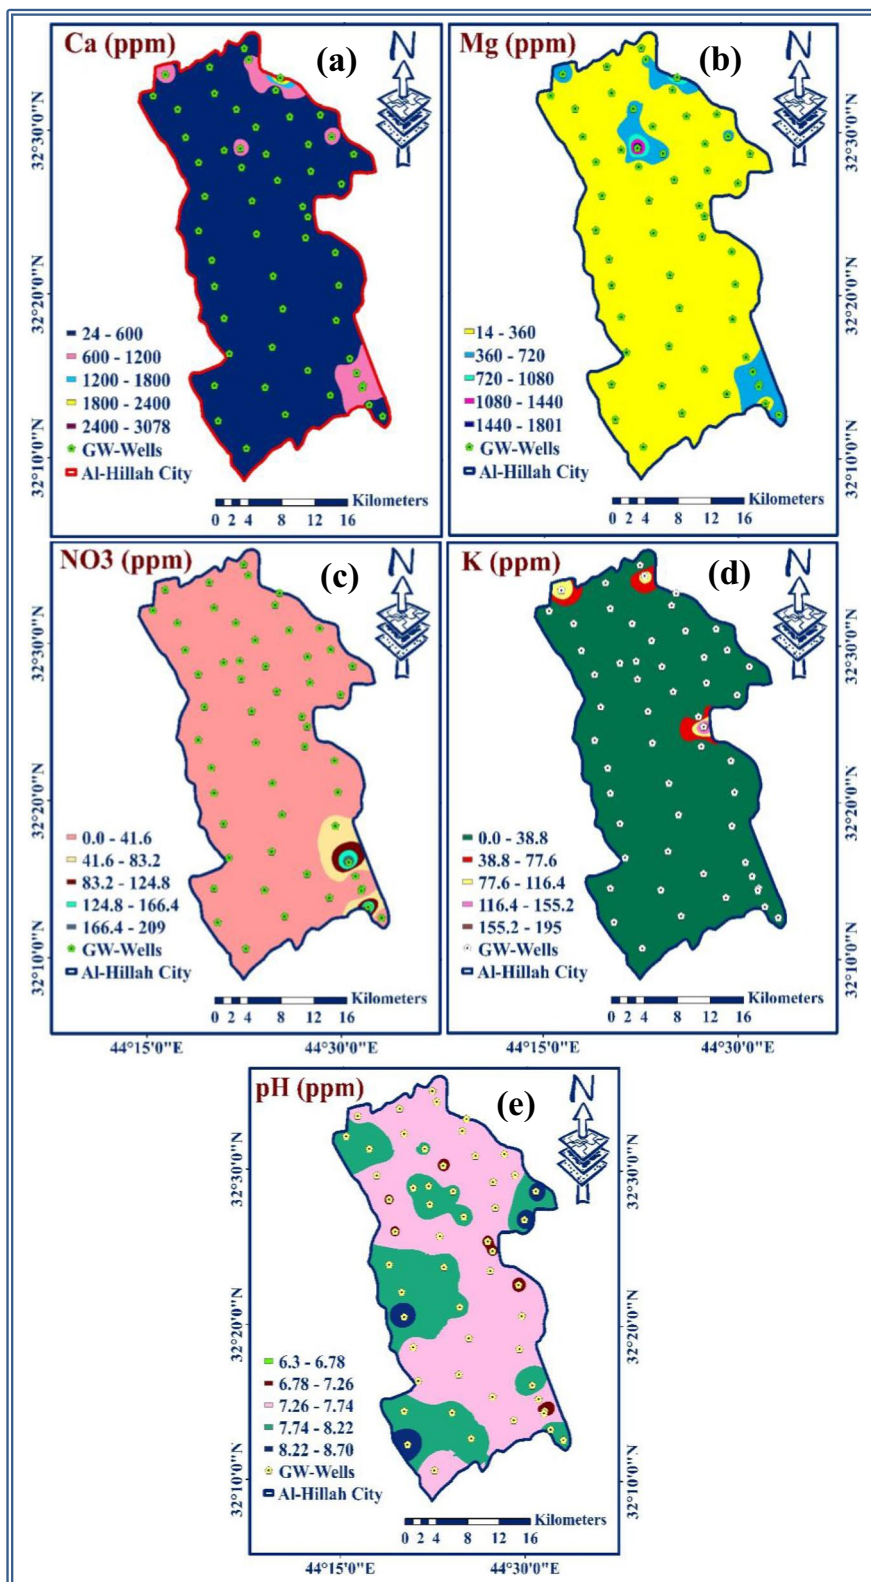 Ca (ppm)
(a)
N
32°30'0"N
32°20'0"N
32°10'0"N
24 - 600
600 - 1200
1200 - 1800
1800 - 2400
2400 - 3078
GW-Wells
Al-Hillah City
Kilometers
0 2 4 8 12 16
Mg (ppm)
(b)
N
32°30'0"N
32°20'0"N
32°10'0"N
14 - 360
360 - 720
720 - 1080
1080 - 1440
1440 - 1801
GW-Wells
Al-Hillah City
Kilometers
0 2 4 8 12 16
NO3 (ppm)
(c)
N
32°30'0"N
32°20'0"N
32°10'0"N
0.0 - 41.6
41.6 - 83.2
83.2 - 124.8
124.8 - 166.4
166.4 - 209
GW-Wells
Al-Hillah City
Kilometers
0 2 4 8 12 16
44°15'0"E 44°30'0"E
K (ppm)
(d)
N
32°30'0"N
32°20'0"N
32°10'0"N
0.0 - 38.8
38.8 - 77.6
77.6 - 116.4
116.4 - 155.2
155.2 - 195
GW-Wells
Al-Hillah City
Kilometers
0 2 4 8 12 16
44°15'0"E 44°30'0"E
pH (ppm)
(e)
N
32°30'0"N
32°20'0"N
32°10'0"N
6.3 - 6.78
6.78 - 7.26
7.26 - 7.74
7.74 - 8.22
8.22 - 8.70
GW-Wells
Al-Hillah City
Kilometers
0 2 4 8 12 16
44°15'0"E 44°30'0"E